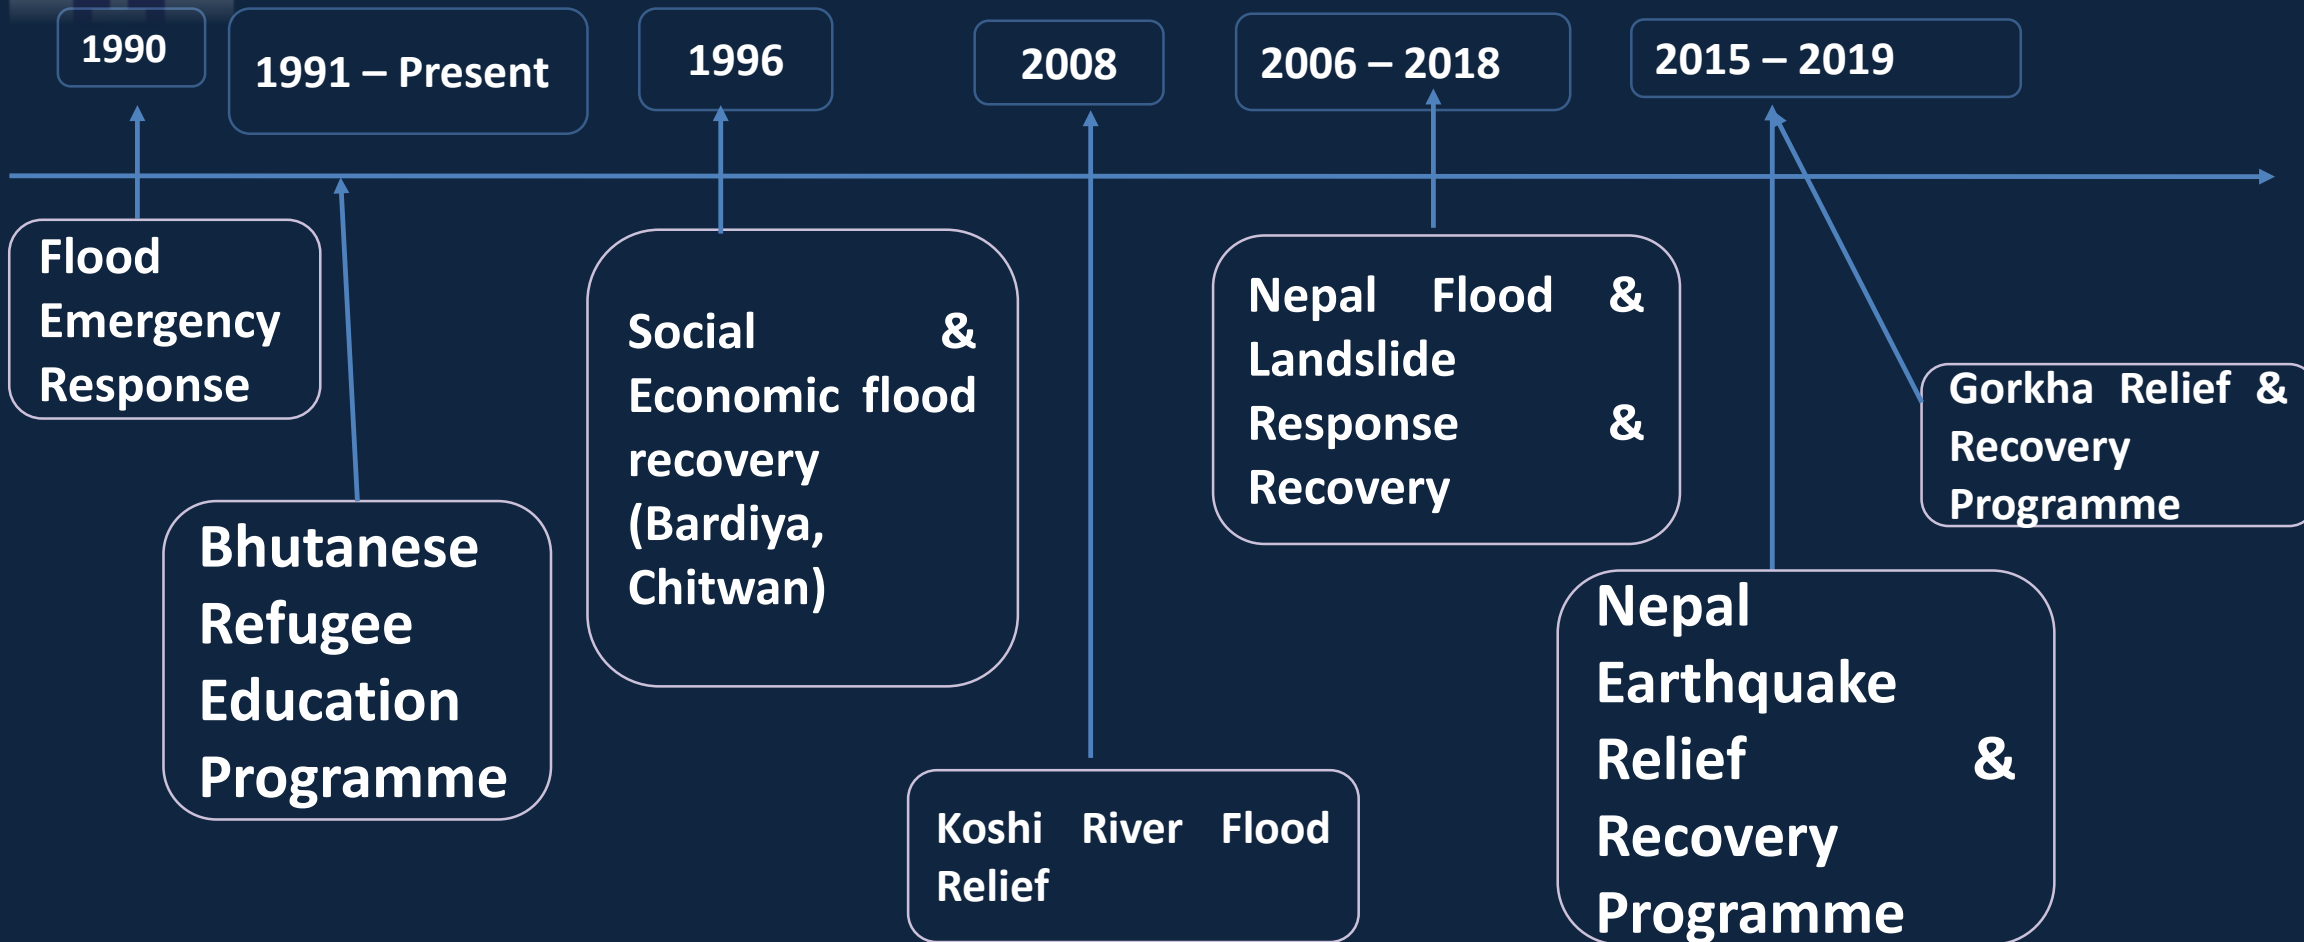 1990
1991 – Present
1996
2008
2006 – 2018
2015 – 2019
Flood
Emergency
Response
Bhutanese
Refugee
Education
Programme
Social &
Economic flood
recovery
(Bardiya,
Chitwan)
Koshi River Flood
Relief
Nepal Flood &
Landslide
Response &
Recovery
Nepal
Earthquake
Relief &
Recovery
Programme
Gorkha Relief &
Recovery
Programme